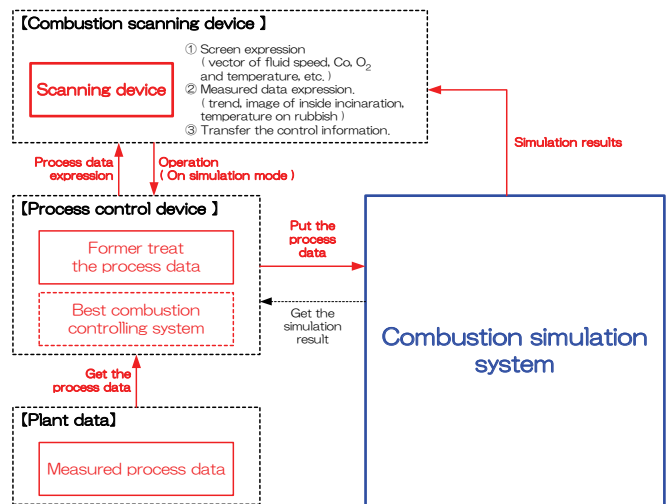 【Combustion scanning device】
Scanning device
① Screen expression
( vector of fluid speed, Co, O2
and temperature, etc. )
② Measured data expression.
( trend, image of inside incinaration,
temperature on rubbish )
③ Transfer the control information.
Process data
expression
Operation
( On simulation mode )
Simulation results
【Process control device】
Former treat
the process data
Best combustion
controlling system
Put the
process
data
Get the
simulation
result
Combustion simulation
system
Get the
process data
【Plant data】
Measured process data